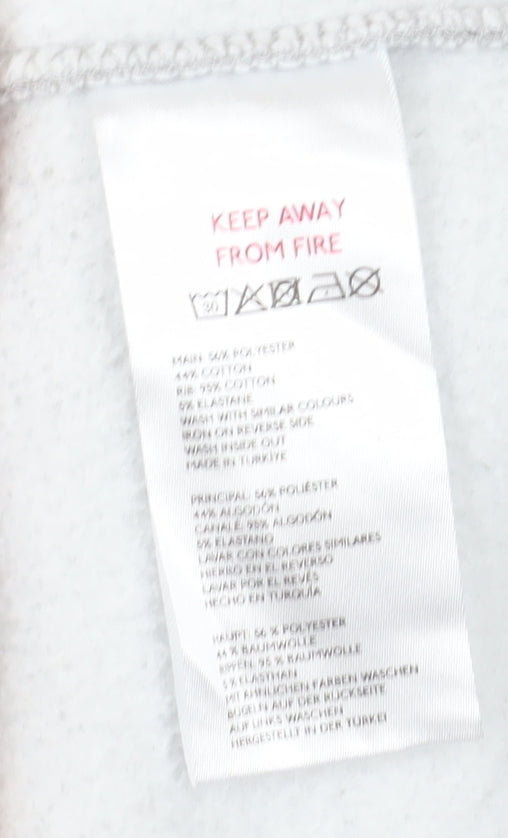 KEEP AWAY
FROM FIRE
30
MAIN: 56% POLYESTER
44% COTTON
RIB: 95% COTTON
5% ELASTANE
WASH WITH SIMILAR COLOURS
IRON ON REVERSE SIDE
WASH INSIDE OUT
MADE IN TURKIYE
PRINCIPAL: 56% POLIÉSTER
44% ALGODÓN
CANALÉ: 95% ALGODÓN
5% ELASTANO
LAVAR CON COLORES SIMILARES
HIERRO EN EL REVERSO
LAVAR POR EL REVÉS
HECHO EN TURQUÍA
HAUPT: 56 % POLYESTER
44 % BAUMWOLLE
RIPPEN: 95 % BAUMWOLLE
5 % ELASTHAN
MIT ÄHNLICHEN FARBEN WASCHEN
BÜGELN AUF DER RÜCKSEITE
AUF LINKS WASCHEN
HERGESTELLT IN DER TÜRKEI